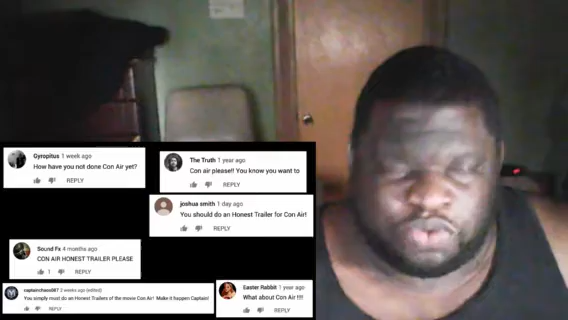 Gyropitus 1 week ago
How have you not done Con Air yet?
REPLY
The Truth 1 year ago
Con air please!! You know you want to
REPLY
joshua smith 1 day ago
You should do an Honest Trailer for Con Air!
REPLY
Sound Fx 4 months ago
CON AIR HONEST TRAILER PLEASE
1 REPLY
captainchaos087 2 weeks ago (edited)
You simply must do an Honest Trailers of the movie Con Air! Make it happen Captain!
REPLY
Easter Rabbit 1 year ago
What about Con Air !!!!
REPLY